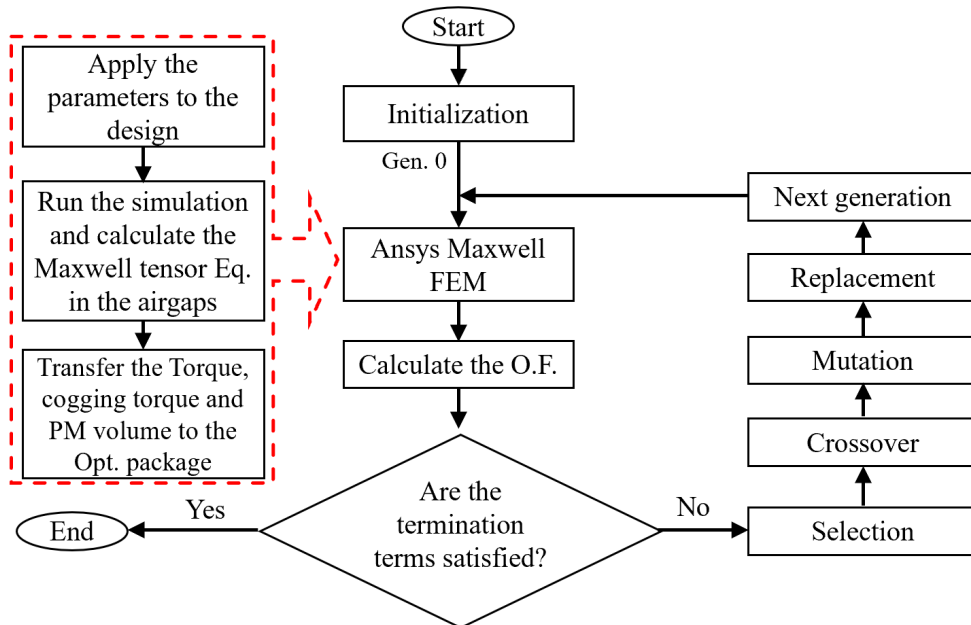 Start
Initialization
Gen. 0
Apply the
parameters to the
design
Run the simulation
and calculate the
Maxwell tensor Eq.
in the airgaps
Transfer the Torque,
cogging torque and
PM volume to the
Opt. package
Ansys Maxwell
FEM
Calculate the O.F.
Are the
termination
terms satisfied?
Yes
End
No
Selection
Crossover
Mutation
Replacement
Next generation